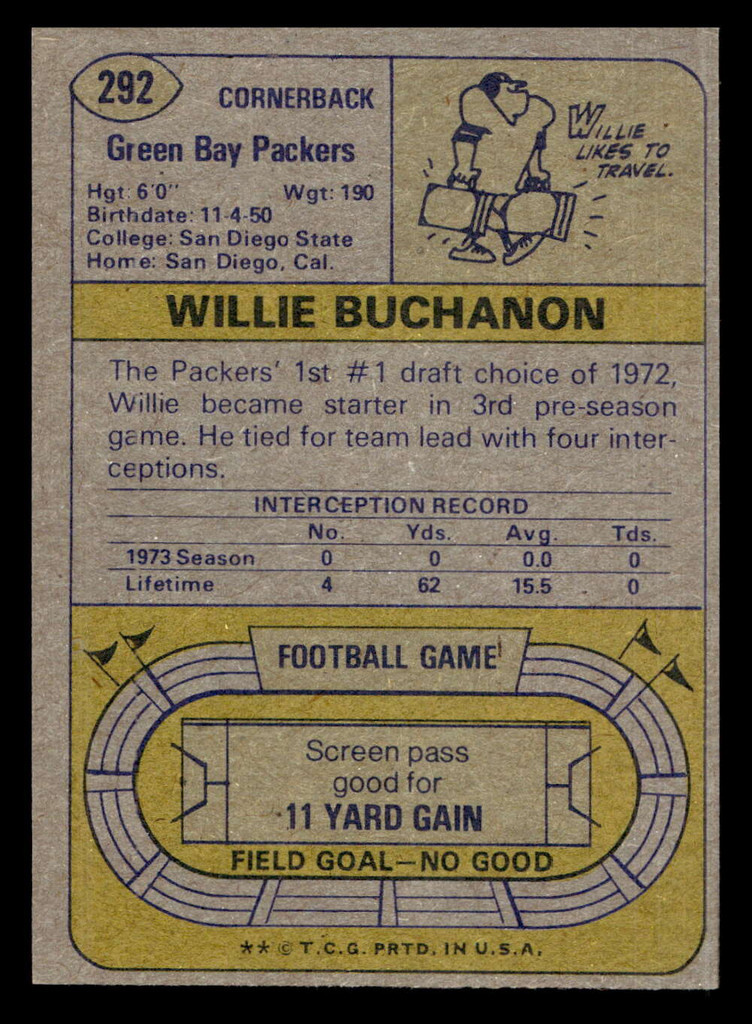 292
CORNERBACK
Green Bay Packers
Hgt: 6'0" Wgt: 190
Birthdate: 11-4-50
College: San Diego State
Home: San Diego, Cal.
WILLIE
LIKES TO
TRAVEL.
WILLIE BUCHANON
The Packers' 1st #1 draft choice of 1972,
Willie became starter in 3rd pre-season
game. He tied for team lead with four inter-
ceptions.
INTERCEPTION RECORD
No. Yds. Avg. Tds.
1973 Season 0 0 0.0 0
Lifetime 4 62 15.5 0
FOOTBALL GAME
Screen pass
good for
11 YARD GAIN
FIELD GOAL—NO GOOD
** © T.C.G. PRTD. IN U.S.A.